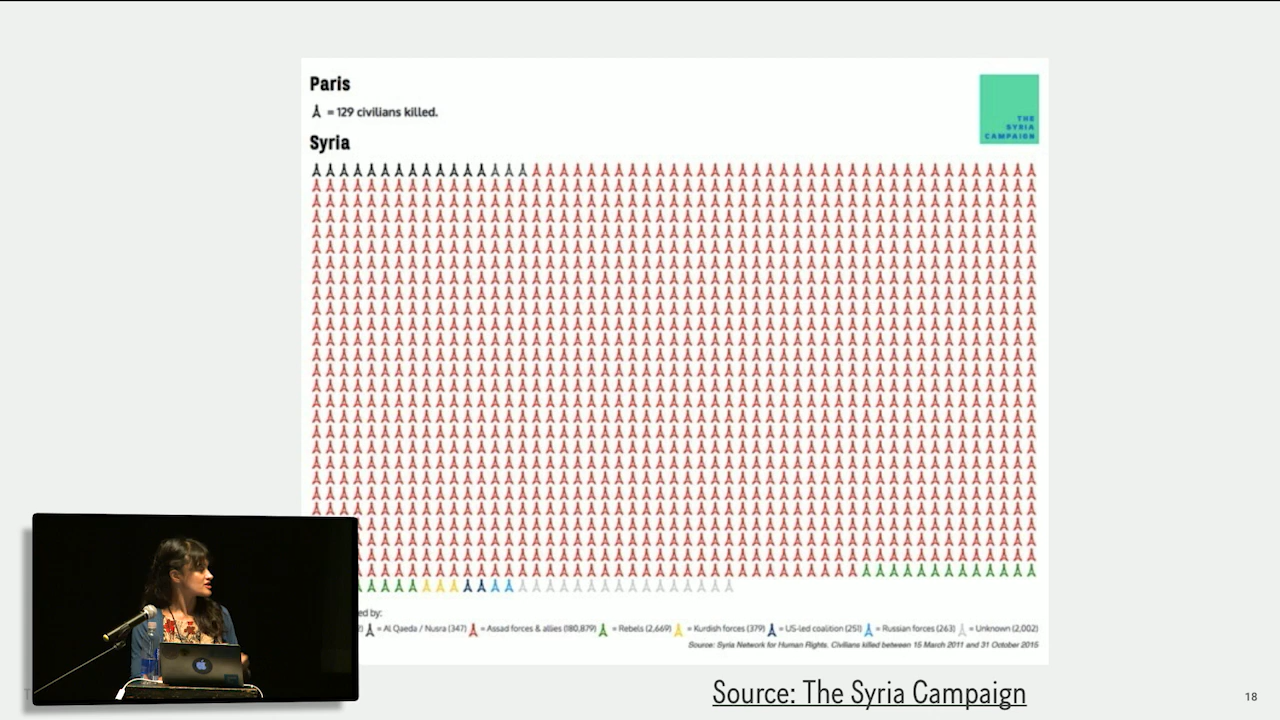 Paris
= 129 civilians killed.
THE
SYRIA
CAMPAIGN
Syria
ed by:
2) = Al Qaeda / Nusra (347) = Assad forces & allies (180,879) = Rebels (2,669) = Kurdish forces (379) = US-led coalition (251) = Russian forces (263) = Unknown (2,002)
Source: Syria Network for Human Rights. Civilians killed between 15 March 2011 and 31 October 2015
Source: The Syria Campaign
18